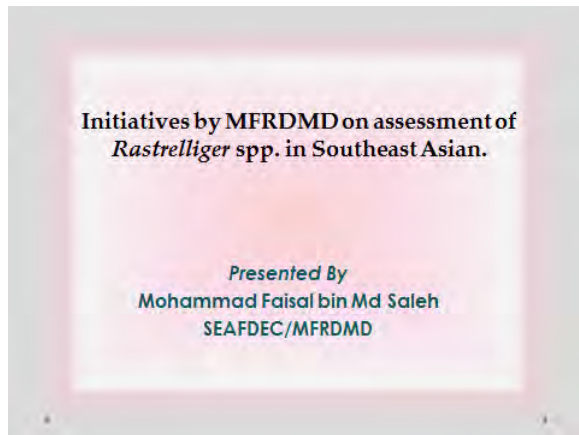 Initiatives by MFRDMD on assessment of
Rastrelliger spp. in Southeast Asian.
Presented By
Mohammad Faisal bin Md Saleh
SEAFDEC/MFRDMD